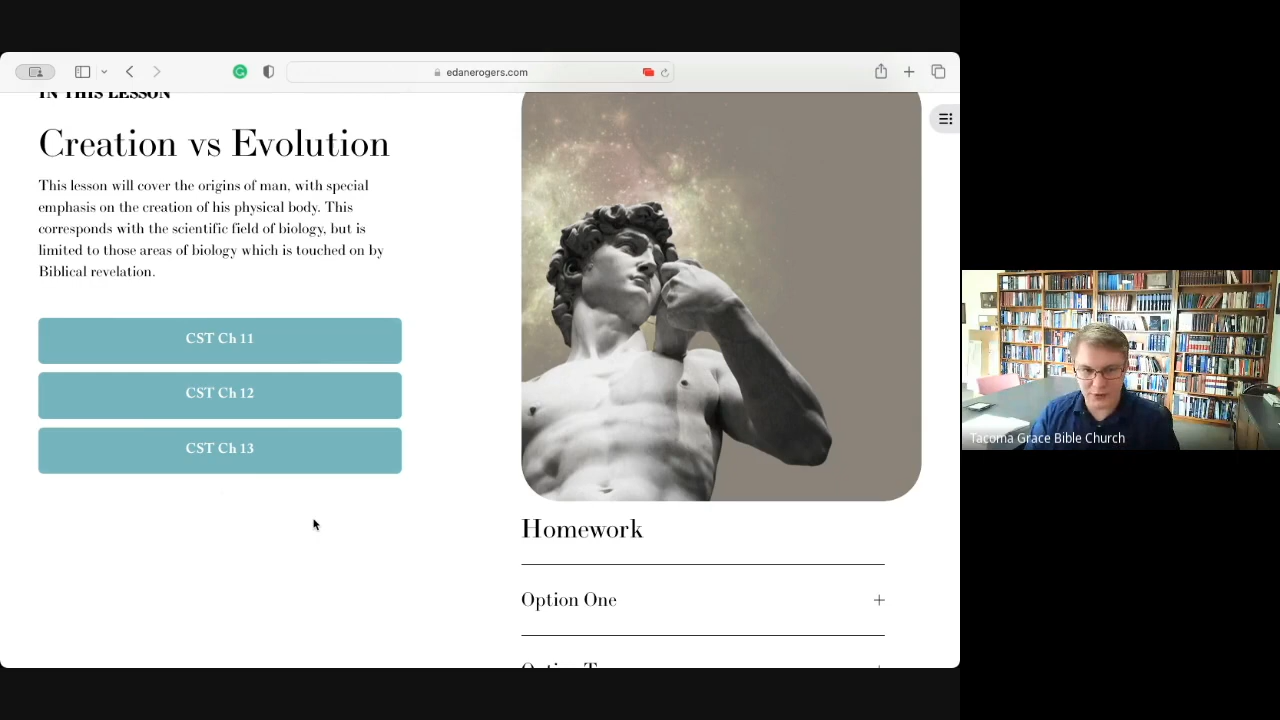 edanerogers.com
IN THIS LESSON
Creation vs Evolution
This lesson will cover the origins of man, with special
emphasis on the creation of his physical body. This
corresponds with the scientific field of biology, but is
limited to those areas of biology which is touched on by
Biblical revelation.
CST Ch 11
CST Ch 12
CST Ch 13
Homework
Option One
Tacoma Grace Bible Church